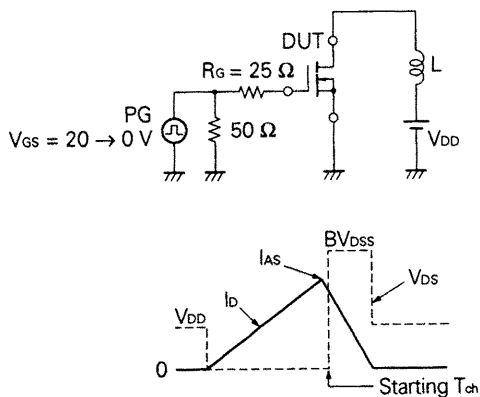 DUT
RG = 25 Ω
L
PG
VGS = 20 → 0 V
50 Ω
VDD
BVDSS
IAS
ID
VDS
VDD
0
Starting Tch